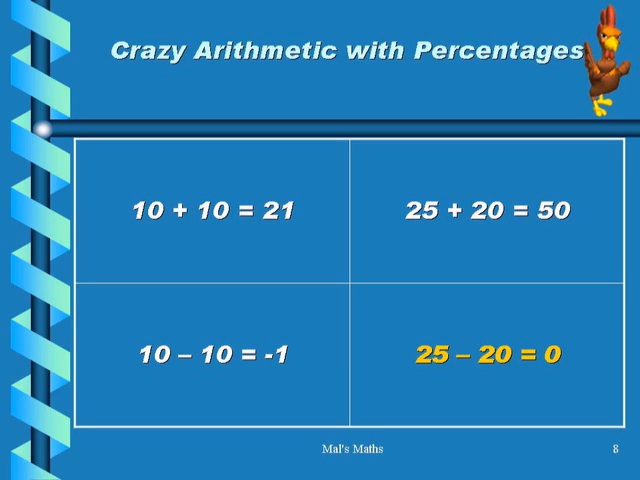 Crazy Arithmetic with Percentages
10 + 10 = 21
25 + 20 = 50
10 – 10 = -1
25 – 20 = 0
Mal's Maths
8